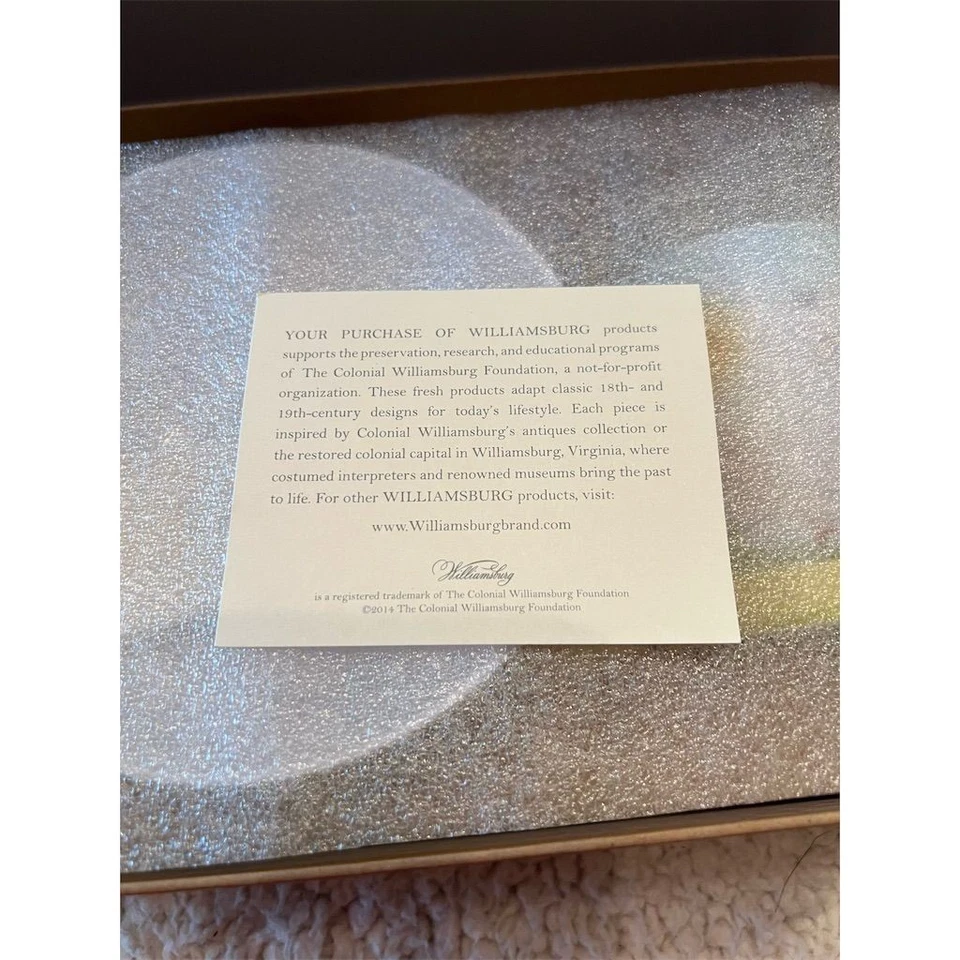 YOUR PURCHASE OF WILLIAMSBURG products
supports the preservation, research, and educational programs
of The Colonial Williamsburg Foundation, a not-for-profit
organization. These fresh products adapt classic 18th- and
19th-century designs for today's lifestyle. Each piece is
inspired by Colonial Williamsburg's antiques collection or
the restored colonial capital in Williamsburg, Virginia, where
costumed interpreters and renowned museums bring the past
to life. For other WILLIAMSBURG products, visit:
www.Williamsburgbrand.com
Williamsburg
is a registered trademark of The Colonial Williamsburg Foundation
©2014 The Colonial Williamsburg Foundation